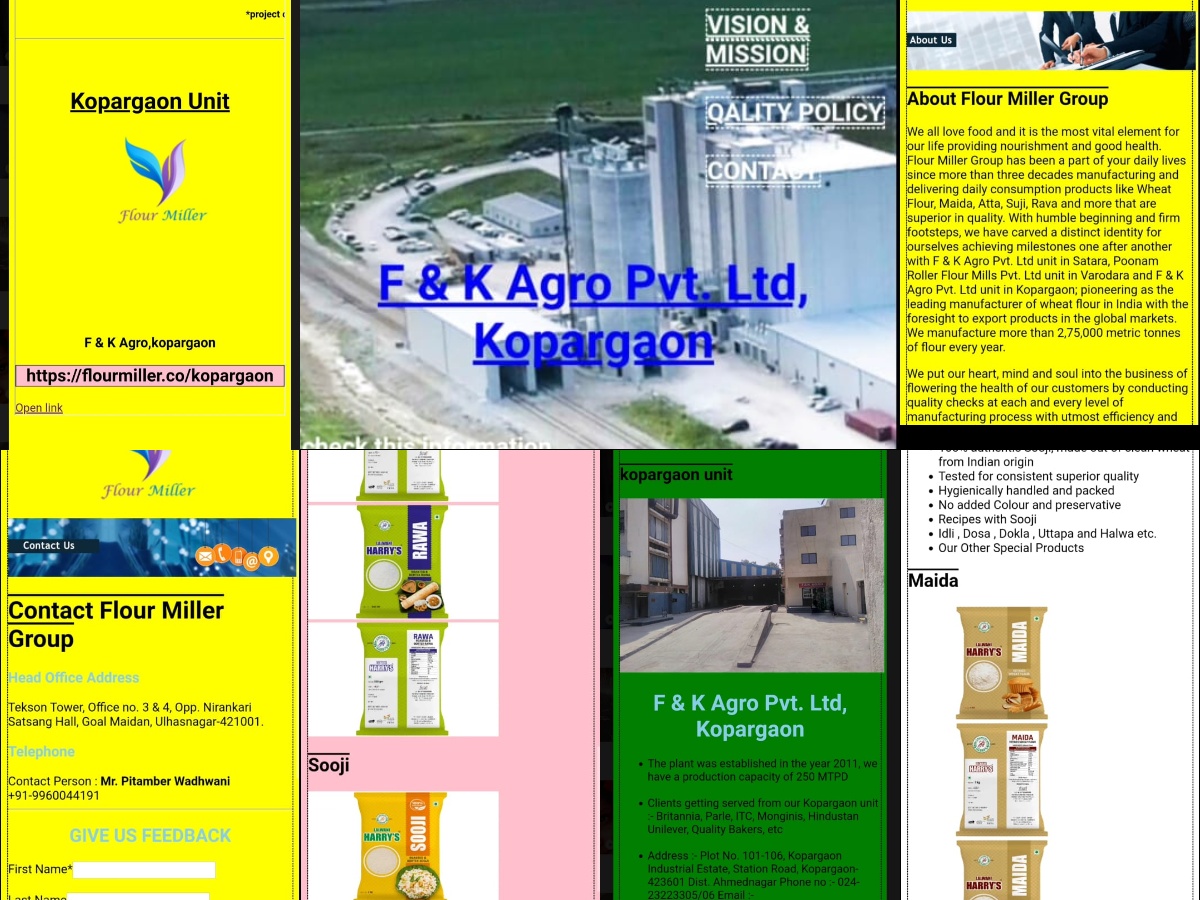 *project
Kopargaon Unit
Flour Miller
F & K Agro,kopargaon
https://flourmiller.co/kopargaon
Open link
VISION &
MISSION
QALITY POLICY
CONTACT
F & K Agro Pvt. Ltd,
Kopargaon
check this information
About Us
About Flour Miller Group
We all love food and it is the most vital element for
our life providing nourishment and good health.
Flour Miller Group has been a part of your daily lives
since more than three decades manufacturing and
delivering daily consumption products like Wheat
Flour, Maida, Atta, Suji, Rava and more that are
superior in quality. With humble beginning and firm
footsteps, we have carved a distinct identity for
ourselves achieving milestones one after another
with F & K Agro Pvt. Ltd unit in Satara, Poonam
Roller Flour Mills Pvt. Ltd unit in Varodara and F & K
Agro Pvt. Ltd unit in Kopargaon; pioneering as the
leading manufacturer of wheat flour in India with the
foresight to export products in the global markets.
We manufacture more than 2,75,000 metric tonnes
of flour every year.
We put our heart, mind and soul into the business of
flowering the health of our customers by conducting
quality checks at each and every level of
manufacturing process with utmost efficiency and
Flour Miller
Contact Us
Contact Flour Miller
Group
Head Office Address
Tekson Tower, Office no. 3 & 4, Opp. Nirankari
Satsang Hall, Goal Maidan, Ulhasnagar-421001.
Telephone
Contact Person : Mr. Pitamber Wadhwani
+91-9960044191
GIVE US FEEDBACK
First Name*
Last Name
HARRY'S
RAWA
HARRY'S
RAWA
Sooji
HARRY'S
SOOJI
kopargaon unit
F & K Agro Pvt. Ltd,
Kopargaon
The plant was established in the year 2011, we
have a production capacity of 250 MTPD
Clients getting served from our Kopargaon unit
:- Britannia, Parle, ITC, Monginis, Hindustan
Unilever, Quality Bakers, etc
Address :- Plot No. 101-106, Kopargaon
Industrial Estate, Station Road, Kopargaon-
423601 Dist. Ahmednagar Phone no :- 024-
23223305/06 Email :-
from Indian origin
Tested for consistent superior quality
Hygienically handled and packed
No added Colour and preservative
Recipes with Sooji
Idli , Dosa , Dokla , Uttapa and Halwa etc.
Our Other Special Products
Maida
HARRY'S
MAIDA
HARRY'S
MAIDA
HARRY'S
MAIDA